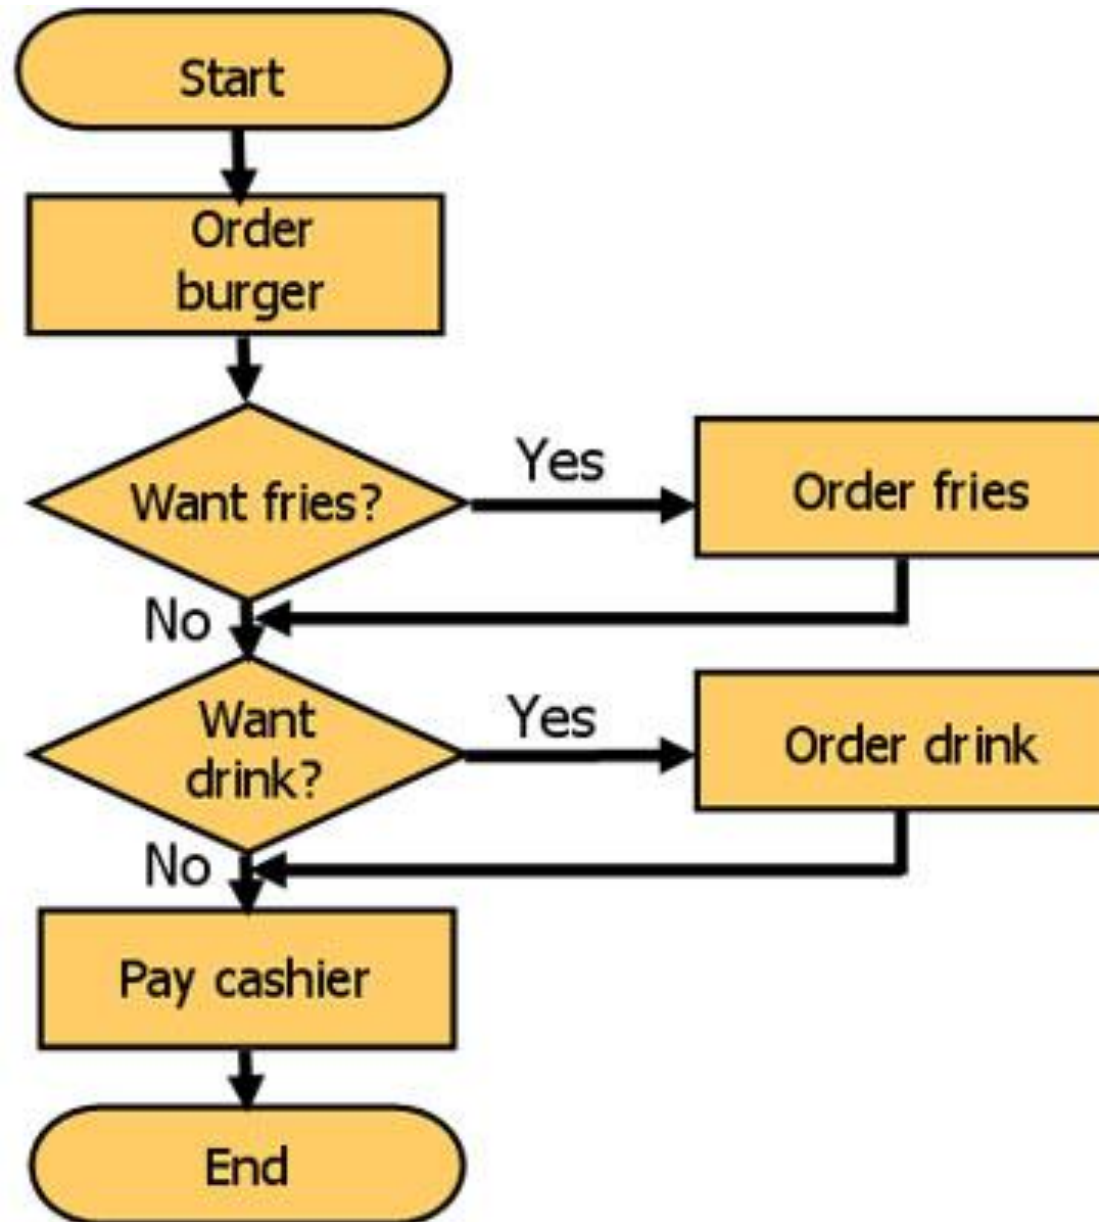 Start
Order
burger
Want fries?
Yes
Order fries
No
Want
drink?
Yes
Order drink
No
Pay cashier
End